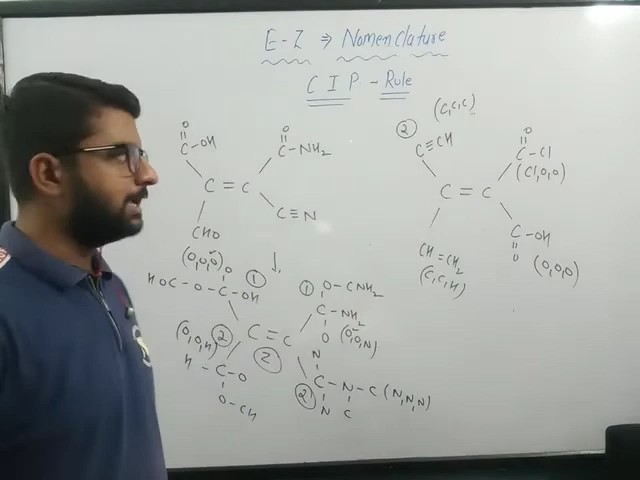 E-Z ⇒ Nomenclature
C I P - Rule
O
C-OH
O
C-NH2
C = C
CHO
C≡N
(O,O,O)
O
HOC-O-C-OH
①
① O-CNH2
C-NH2
O
(O,O,N)
(O,O,H) ②
C=C
Z
H-C-O
O-CH
N
② C-N-C (N,N,N)
N C
② (C,C,C)
C≡CH
O
C-Cl
(Cl,O,O)
C = C
CH=CH2
(C,C,H)
C-OH
O
(O,O,O)